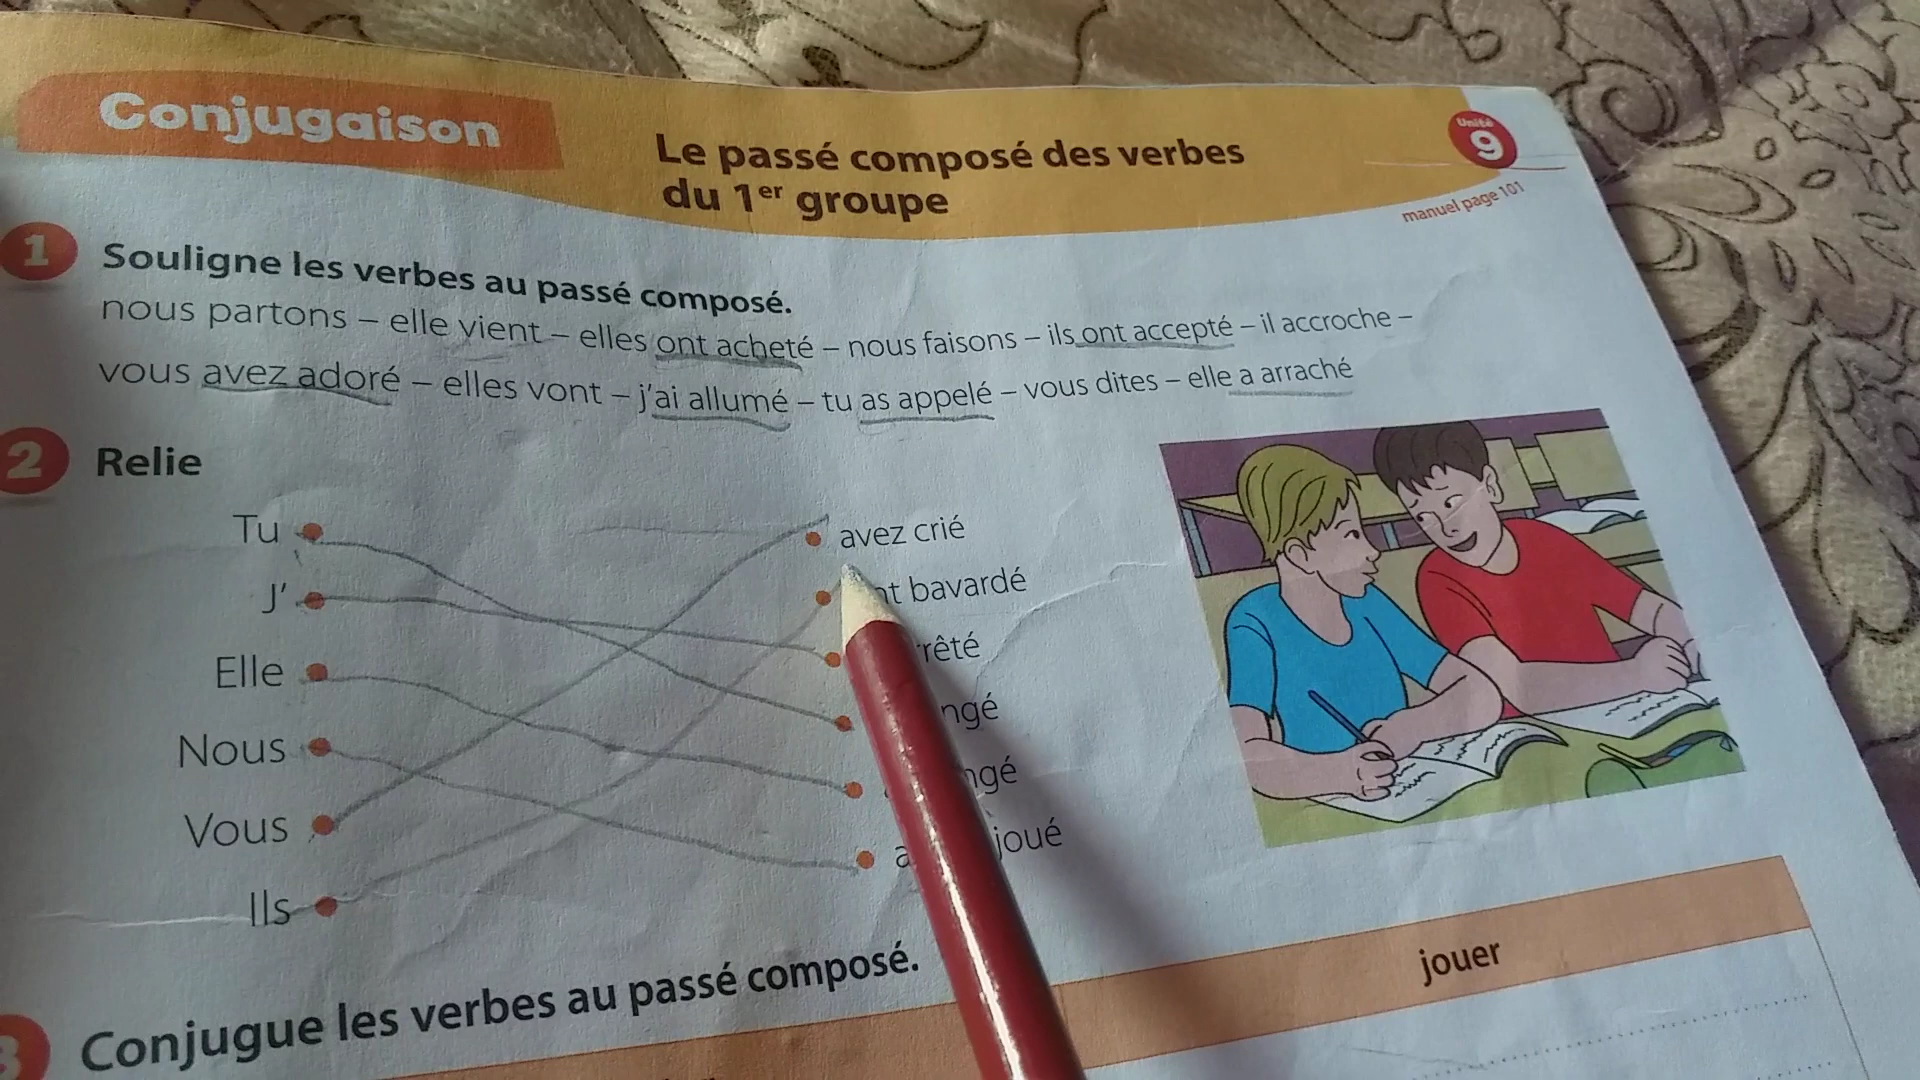 Conjugaison
Le passé composé des verbes
du 1er groupe
Unité
9
manuel page 101
1 Souligne les verbes au passé composé.
nous partons – elle vient – elles ont acheté – nous faisons – ils ont accepté – il accroche –
vous avez adoré – elles vont – j'ai allumé – tu as appelé – vous dites – elle a arraché
2 Relie
Tu avez crié
J' bavardé
Elle
Nous
Vous
Ils joué
3 Conjugue les verbes au passé composé.
jouer